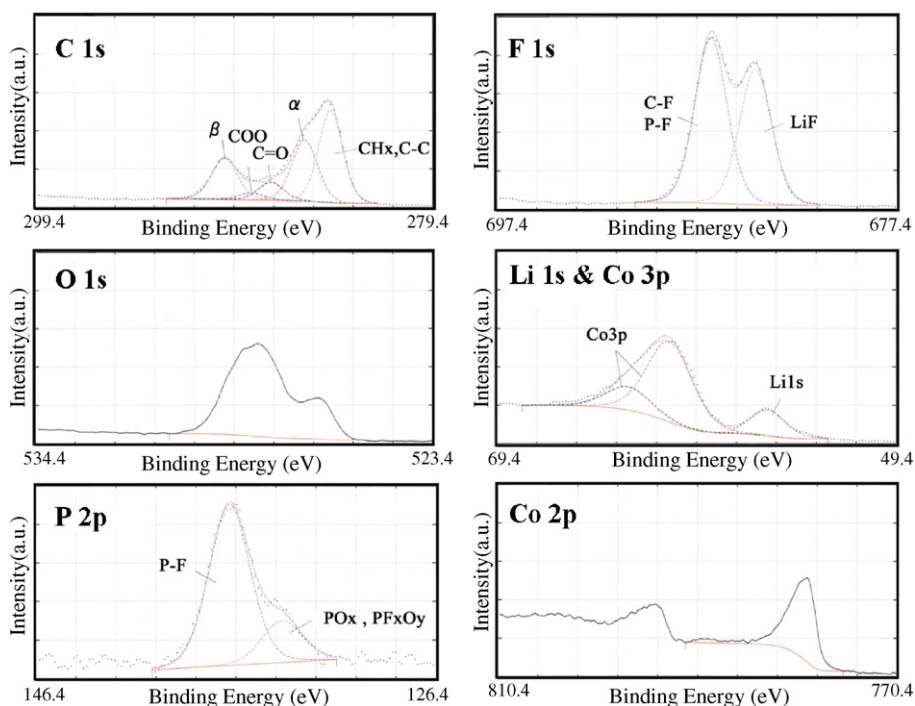 C 1s
β
COO
C=O
α
CHx,C-C
Intensity(a.u.)
299.4
Binding Energy (eV)
279.4
F 1s
C-F
P-F
LiF
Intensity(a.u.)
697.4
Binding Energy (eV)
677.4
O 1s
Intensity(a.u.)
534.4
Binding Energy (eV)
523.4
Li 1s & Co 3p
Co3p
Li1s
Intensity(a.u.)
69.4
Binding Energy (eV)
49.4
P 2p
P-F
POx , PFxOy
Intensity(a.u.)
146.4
Binding Energy (eV)
126.4
Co 2p
Intensity(a.u.)
810.4
Binding Energy (eV)
770.4